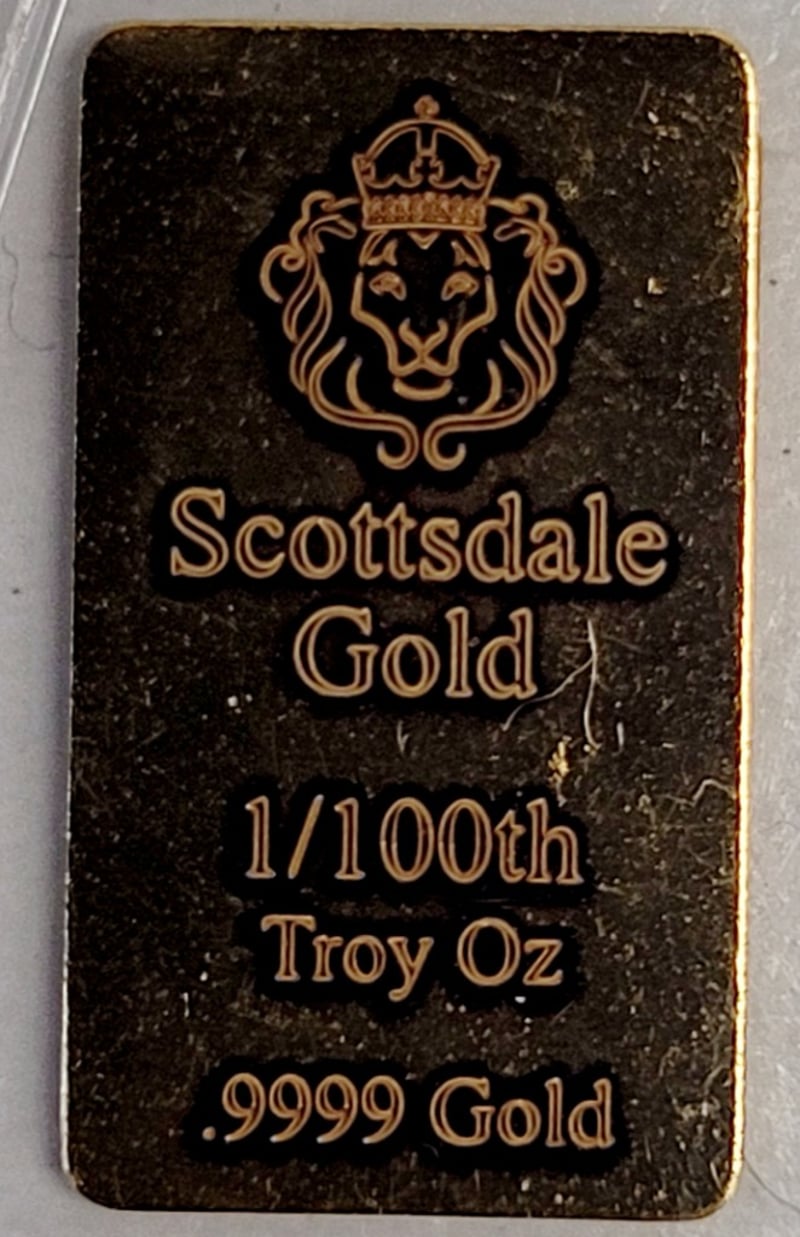 Scottsdale
Gold
1/100th
Troy Oz
.9999 Gold